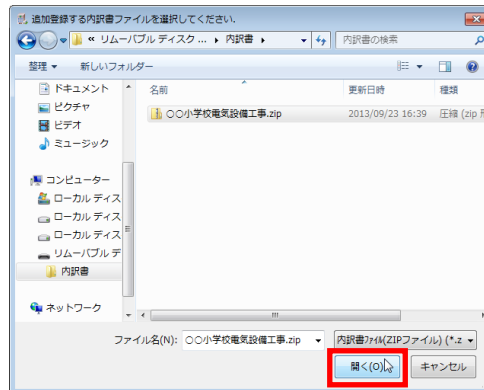 追加登録する内訳書ファイルを選択してください.
« リムーバブル ディスク ... ▸ 内訳書 ▸
内訳書の検索
整理 ▼ 新しいフォルダー
名前 更新日時 種類
ドキュメント
ピクチャ
ビデオ
ミュージック
コンピューター
ローカル ディス
ローカル ディス
ローカル ディス
リムーバブル デ
内訳書
ネットワーク
〇〇小学校電気設備工事.zip 2013/09/23 16:39 圧縮 (zip 形
ファイル名(N): 〇〇小学校電気設備工事.zip 内訳書ファイル(ZIPファイル) (*.z
開く(O) キャンセル